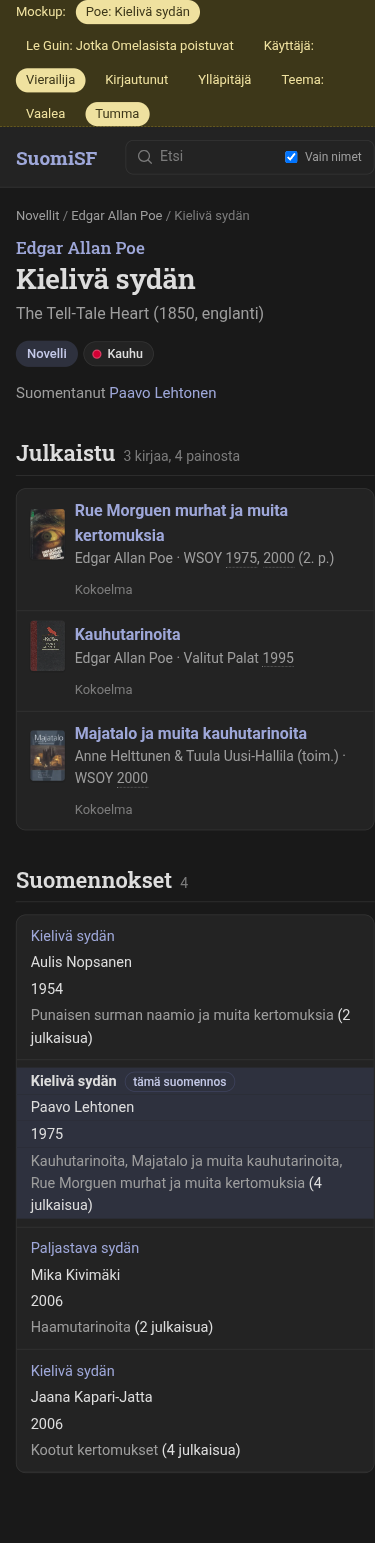 Mockup: Poe: Kielivä sydän
Le Guin: Jotka Omelasista poistuvat Käyttäjä:
Vierailija Kirjautunut Ylläpitäjä Teema:
Vaalea Tumma
SuomiSF Etsi Vain nimet
Novellit / Edgar Allan Poe / Kielivä sydän
Edgar Allan Poe
Kielivä sydän
The Tell-Tale Heart (1850, englanti)
Novelli Kauhu
Suomentanut Paavo Lehtonen
Julkaistu 3 kirjaa, 4 painosta
Rue Morguen murhat ja muita
kertomuksia
Edgar Allan Poe · WSOY 1975, 2000 (2. p.)
Kokoelma
Kauhutarinoita
Edgar Allan Poe · Valitut Palat 1995
Kokoelma
Majatalo
Majatalo ja muita kauhutarinoita
Anne Helttunen & Tuula Uusi-Hallila (toim.) ·
WSOY 2000
Kokoelma
Suomennokset 4
Kielivä sydän
Aulis Nopsanen
1954
Punaisen surman naamio ja muita kertomuksia (2
julkaisua)
Kielivä sydän tämä suomennos
Paavo Lehtonen
1975
Kauhutarinoita, Majatalo ja muita kauhutarinoita,
Rue Morguen murhat ja muita kertomuksia (4
julkaisua)
Paljastava sydän
Mika Kivimäki
2006
Haamutarinoita (2 julkaisua)
Kielivä sydän
Jaana Kapari-Jatta
2006
Kootut kertomukset (4 julkaisua)